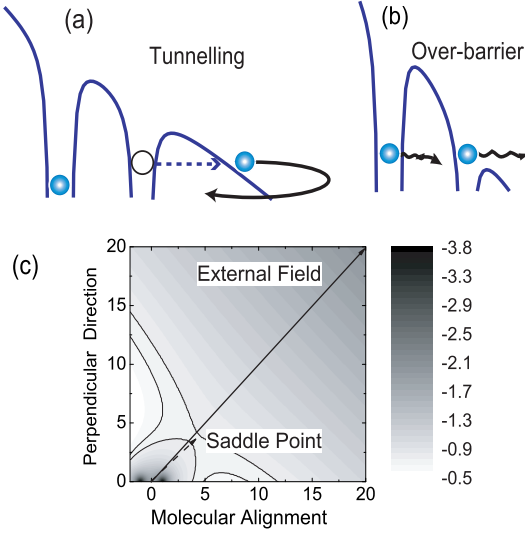 (a)
Tunnelling
(b)
Over-barrier
(c)
20
15
10
5
0
Perpendicular Direction
External Field
Saddle Point
0 5 10 15 20
Molecular Alignment
-3.8
-3.3
-2.9
-2.5
-2.1
-1.7
-1.3
-0.9
-0.5